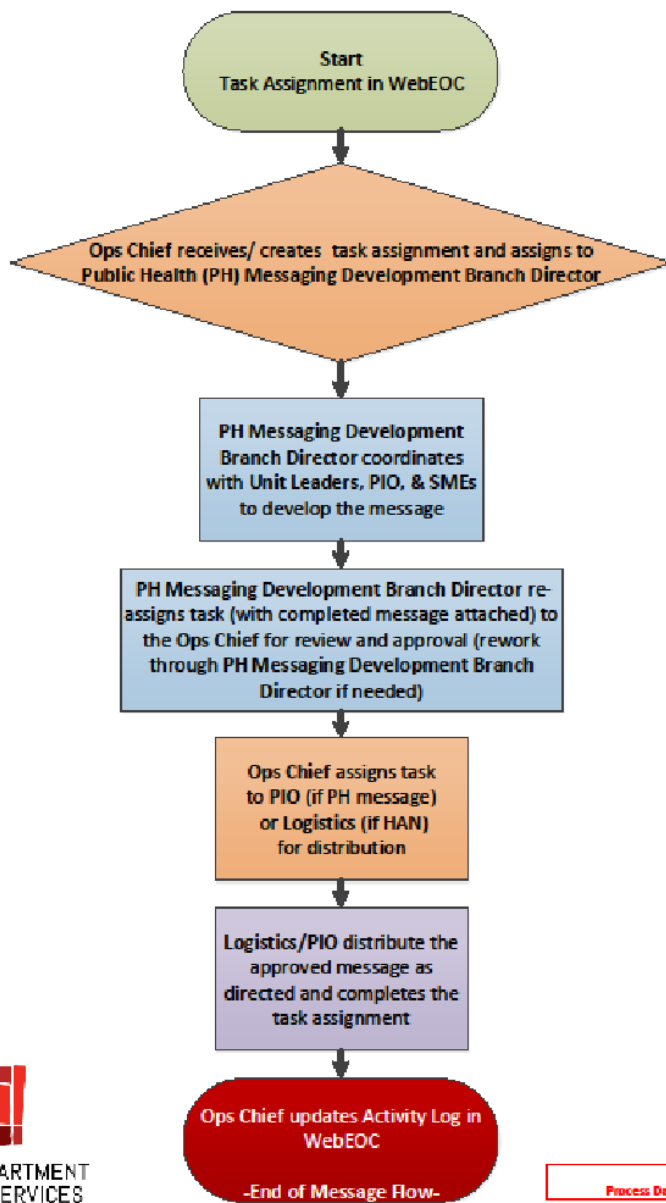 Start
Task Assignment in WebEOC
Ops Chief receives/ creates task assignment and assigns to
Public Health (PH) Messaging Development Branch Director
PH Messaging Development
Branch Director coordinates
with Unit Leaders, PIO, & SMEs
to develop the message
PH Messaging Development Branch Director re-
assigns task (with completed message attached) to
the Ops Chief for review and approval (rework
through PH Messaging Development Branch
Director if needed)
Ops Chief assigns task
to PIO (if PH message)
or Logistics (if HAN)
for distribution
Logistics/PIO distribute the
approved message as
directed and completes the
task assignment
Ops Chief updates Activity Log in
WebEOC
-End of Message Flow-
ARTMENT
ERVICES
Process